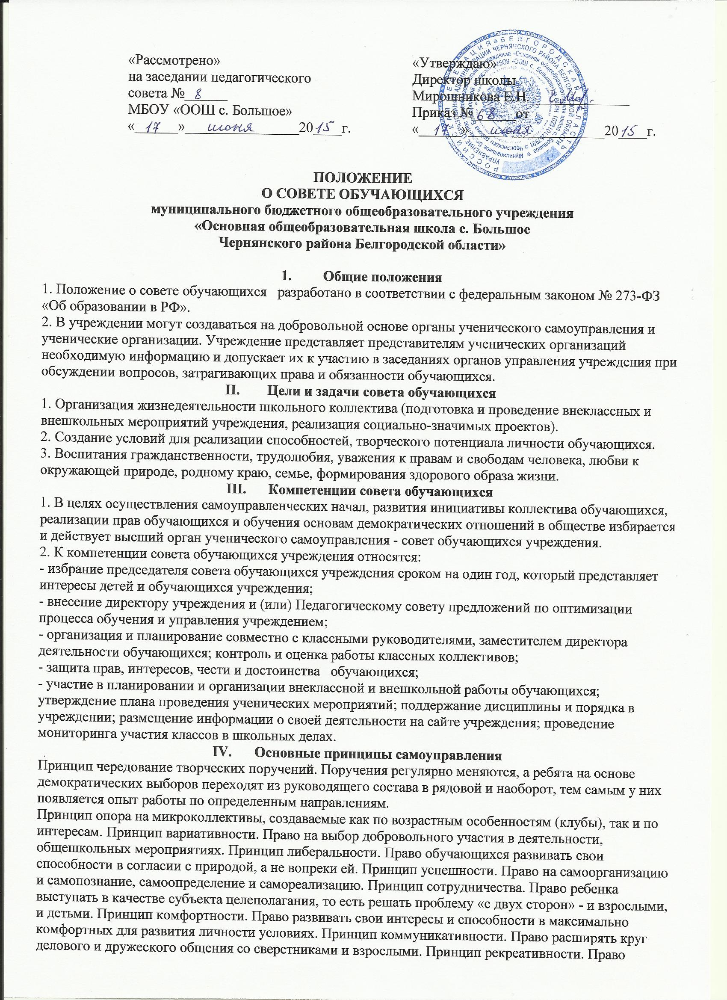 «Рассмотрено»
на заседании педагогического
совета №__8____
МБОУ «ООШ с. Большое»
«__17__»____июня______2015__г.
«Утверждаю»
Директор школы
Мирошникова Е.Н.
Приказ № 68 от
«__17__»____июня______2015__г.
ПОЛОЖЕНИЕ
О СОВЕТЕ ОБУЧАЮЩИХСЯ
муниципального бюджетного общеобразовательного учреждения
«Основная общеобразовательная школа с. Большое
Чернянского района Белгородской области»
1. Общие положения
1. Положение о совете обучающихся разработано в соответствии с федеральным законом № 273-ФЗ
«Об образовании в РФ».
2. В учреждении могут создаваться на добровольной основе органы ученического самоуправления и
ученические организации. Учреждение представляет представителям ученических организаций
необходимую информацию и допускает их к участию в заседаниях органов управления учреждения при
обсуждении вопросов, затрагивающих права и обязанности обучающихся.
II. Цели и задачи совета обучающихся
1. Организация жизнедеятельности школьного коллектива (подготовка и проведение внеклассных и
внешкольных мероприятий учреждения, реализация социально-значимых проектов).
2. Создание условий для реализации способностей, творческого потенциала личности обучающихся.
3. Воспитания гражданственности, трудолюбия, уважения к правам и свободам человека, любви к
окружающей природе, родному краю, семье, формирования здорового образа жизни.
III. Компетенции совета обучающихся
1. В целях осуществления самоуправленческих начал, развития инициативы коллектива обучающихся,
реализации прав обучающихся и обучения основам демократических отношений в обществе избирается
и действует высший орган ученического самоуправления - совет обучающихся учреждения.
2. К компетенции совета обучающихся учреждения относятся:
- избрание председателя совета обучающихся учреждения сроком на один год, который представляет
интересы детей и обучающихся учреждения;
- внесение директору учреждения и (или) Педагогическому совету предложений по оптимизации
процесса обучения и управления учреждением;
- организация и планирование совместно с классными руководителями, заместителем директора
деятельности обучающихся; контроль и оценка работы классных коллективов;
- защита прав, интересов, чести и достоинства обучающихся;
- участие в планировании и организации внеклассной и внешкольной работы обучающихся;
утверждение плана проведения ученических мероприятий; поддержание дисциплины и порядка в
учреждении; размещение информации о своей деятельности на сайте учреждения; проведение
мониторинга участия классов в школьных делах.
IV. Основные принципы самоуправления
Принцип чередование творческих поручений. Поручения регулярно меняются, а ребята на основе
демократических выборов переходят из руководящего состава в рядовой и наоборот, тем самым у них
появляется опыт работы по определенным направлениям.
Принцип опора на микроколлективы, создаваемые как по возрастным особенностям (клубы), так и по
интересам. Принцип вариативности. Право на выбор добровольного участия в деятельности,
общешкольных мероприятиях. Принцип либеральности. Право обучающихся развивать свои
способности в согласии с природой, а не вопреки ей. Принцип успешности. Право на самоорганизацию
и самопознание, самоопределение и самореализацию. Принцип сотрудничества. Право ребенка
выступать в качестве субъекта целеполагания, то есть решать проблему «с двух сторон» - и взрослыми,
и детьми. Принцип комфортности. Право развивать свои интересы и способности в максимально
комфортных для развития личности условиях. Принцип коммуникативности. Право расширять круг
делового и дружеского общения со сверстниками и взрослыми. Принцип рекреативности. Право
РОССИЙСКАЯ ФЕДЕРАЦИЯ * БЕЛГОРОДСКАЯ ОБЛАСТЬ